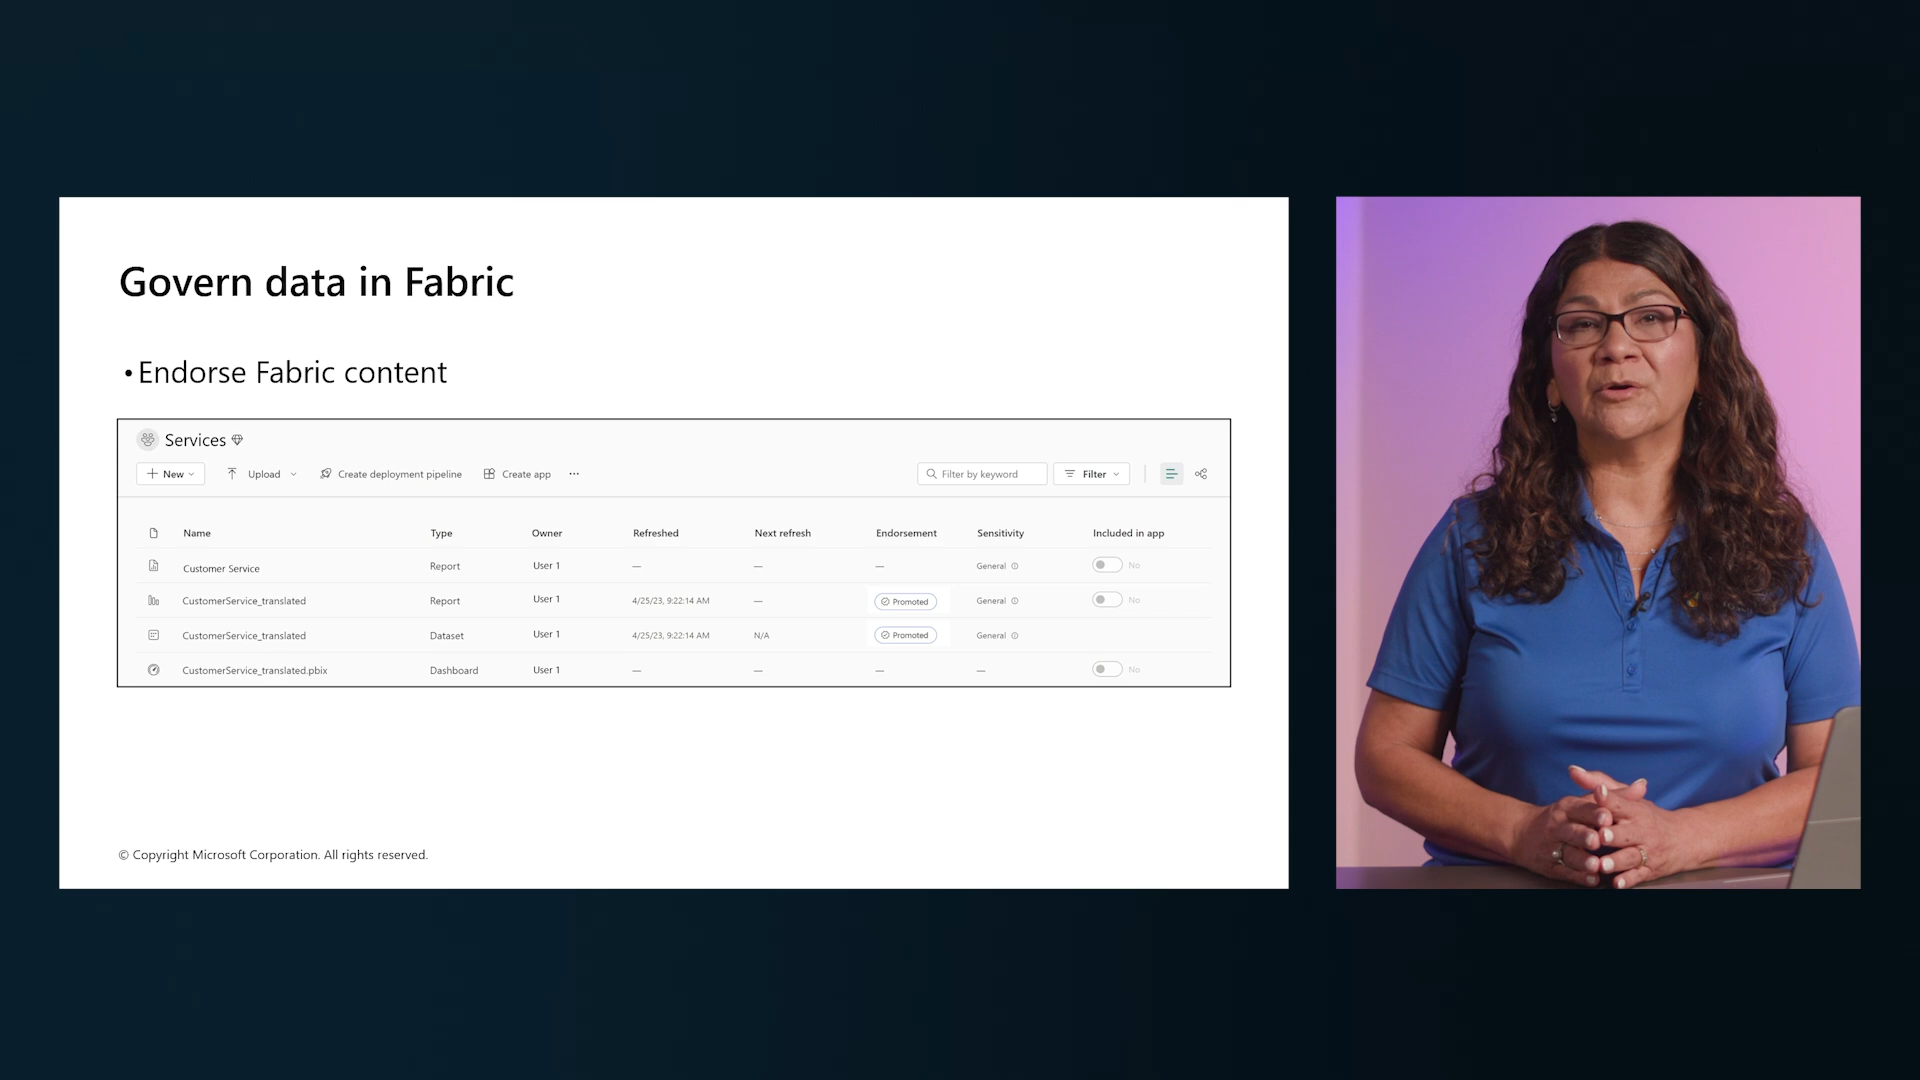 Govern data in Fabric
• Endorse Fabric content
Services
New Upload Create deployment pipeline Create app ... Filter by keyword Filter
Name Type Owner Refreshed Next refresh Endorsement Sensitivity Included in app
Customer Service Report User 1 — — — General No
CustomerService_translated Report User 1 4/25/23, 9:22:14 AM — Promoted General No
CustomerService_translated Dataset User 1 4/25/23, 9:22:14 AM N/A Promoted General
CustomerService_translated.pbix Dashboard User 1 — — — — No
© Copyright Microsoft Corporation. All rights reserved.